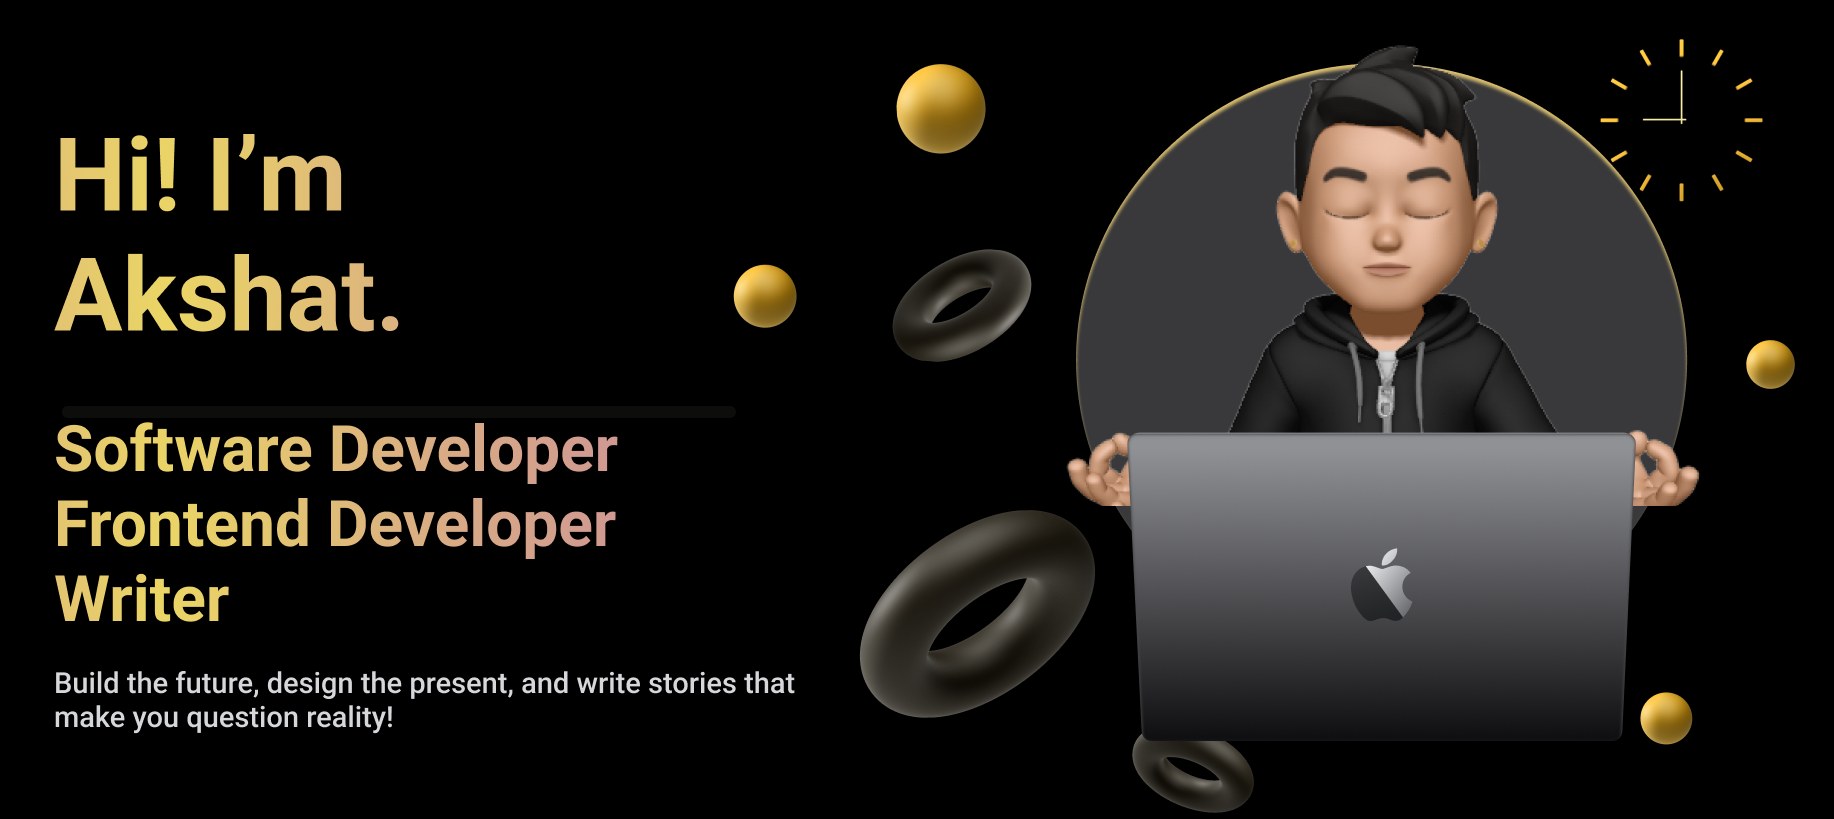 Hi! I’m
Akshat.
Software Developer
Frontend Developer
Writer
Build the future, design the present, and write stories that
make you question reality!